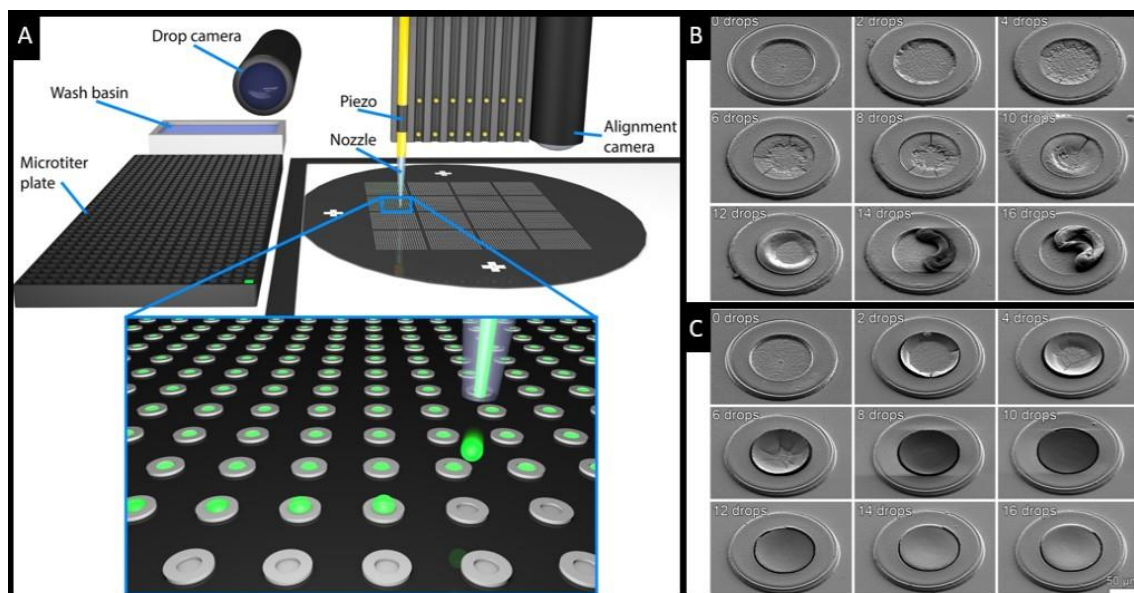 A
Drop camera
Wash basin
Microtiter
plate
Piezo
Nozzle
Alignment
camera
B
0 drops
2 drops
4 drops
6 drops
8 drops
10 drops
12 drops
14 drops
16 drops
C
0 drops
2 drops
4 drops
6 drops
8 drops
10 drops
12 drops
14 drops
16 drops
50 µm